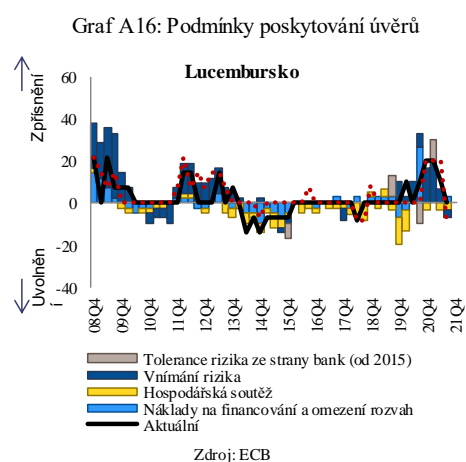 Graf A16: Podmínky poskytování úvěrů
Lucembursko
Zpřísnění
Uvolněn
í
60
40
20
0
-20
-40
08Q4
09Q4
10Q4
11Q4
12Q4
13Q4
14Q4
15Q4
16Q4
17Q4
18Q4
19Q4
20Q4
21Q4
Tolerance rizika ze strany bank (od 2015)
Vnímání rizika
Hospodářská soutěž
Náklady na financování a omezení rozvah
Aktuální
Zdroj: ECB